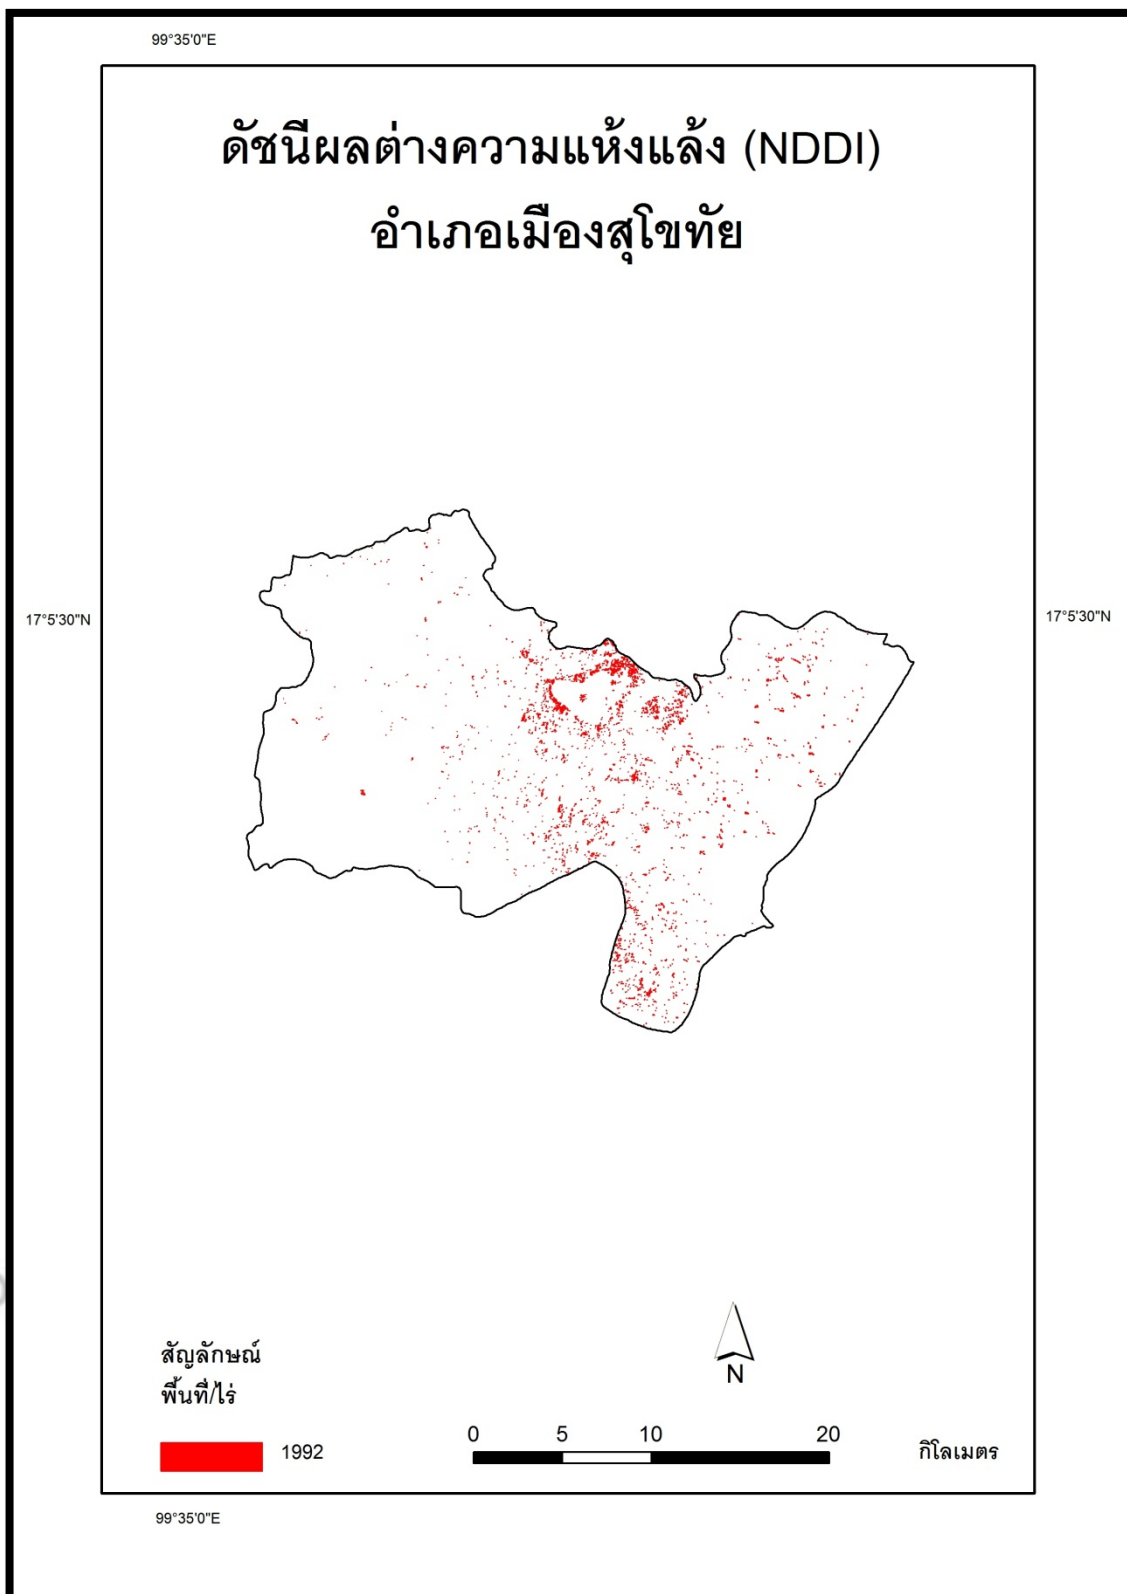 99°35'0"E
ดัชนีผลต่างความแห้งแล้ง (NDDI)
อำเภอเมืองสุโขทัย
17°5'30"N
17°5'30"N
สัญลักษณ์
พื้นที่/ไร่
1992
N
0 5 10 20
กิโลเมตร
99°35'0"E